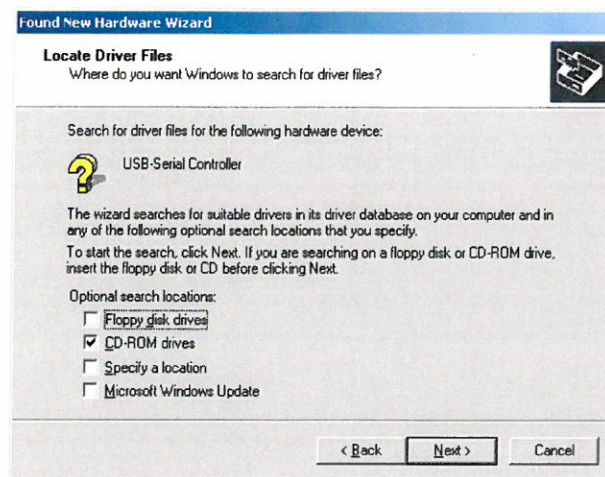 Found New Hardware Wizard
Locate Driver Files
Where do you want Windows to search for driver files?
Search for driver files for the following hardware device:
USB-Serial Controller
The wizard searches for suitable drivers in its driver database on your computer and in
any of the following optional search locations that you specify.
To start the search, click Next. If you are searching on a floppy disk or CD-ROM drive,
insert the floppy disk or CD before clicking Next.
Optional search locations:
Floppy disk drives
CD-ROM drives
Specify a location
Microsoft Windows Update
< Back Next > Cancel